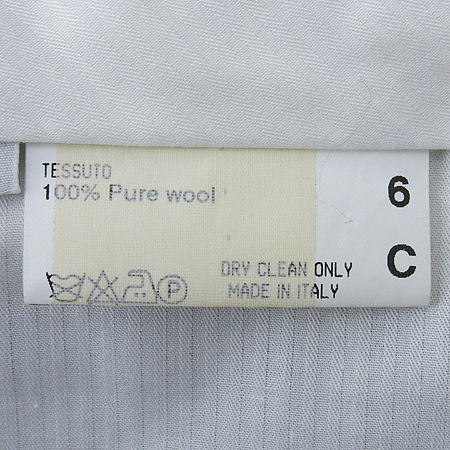 TESSUTO
100% Pure wool
6
C
DRY CLEAN ONLY
MADE IN ITALY
P